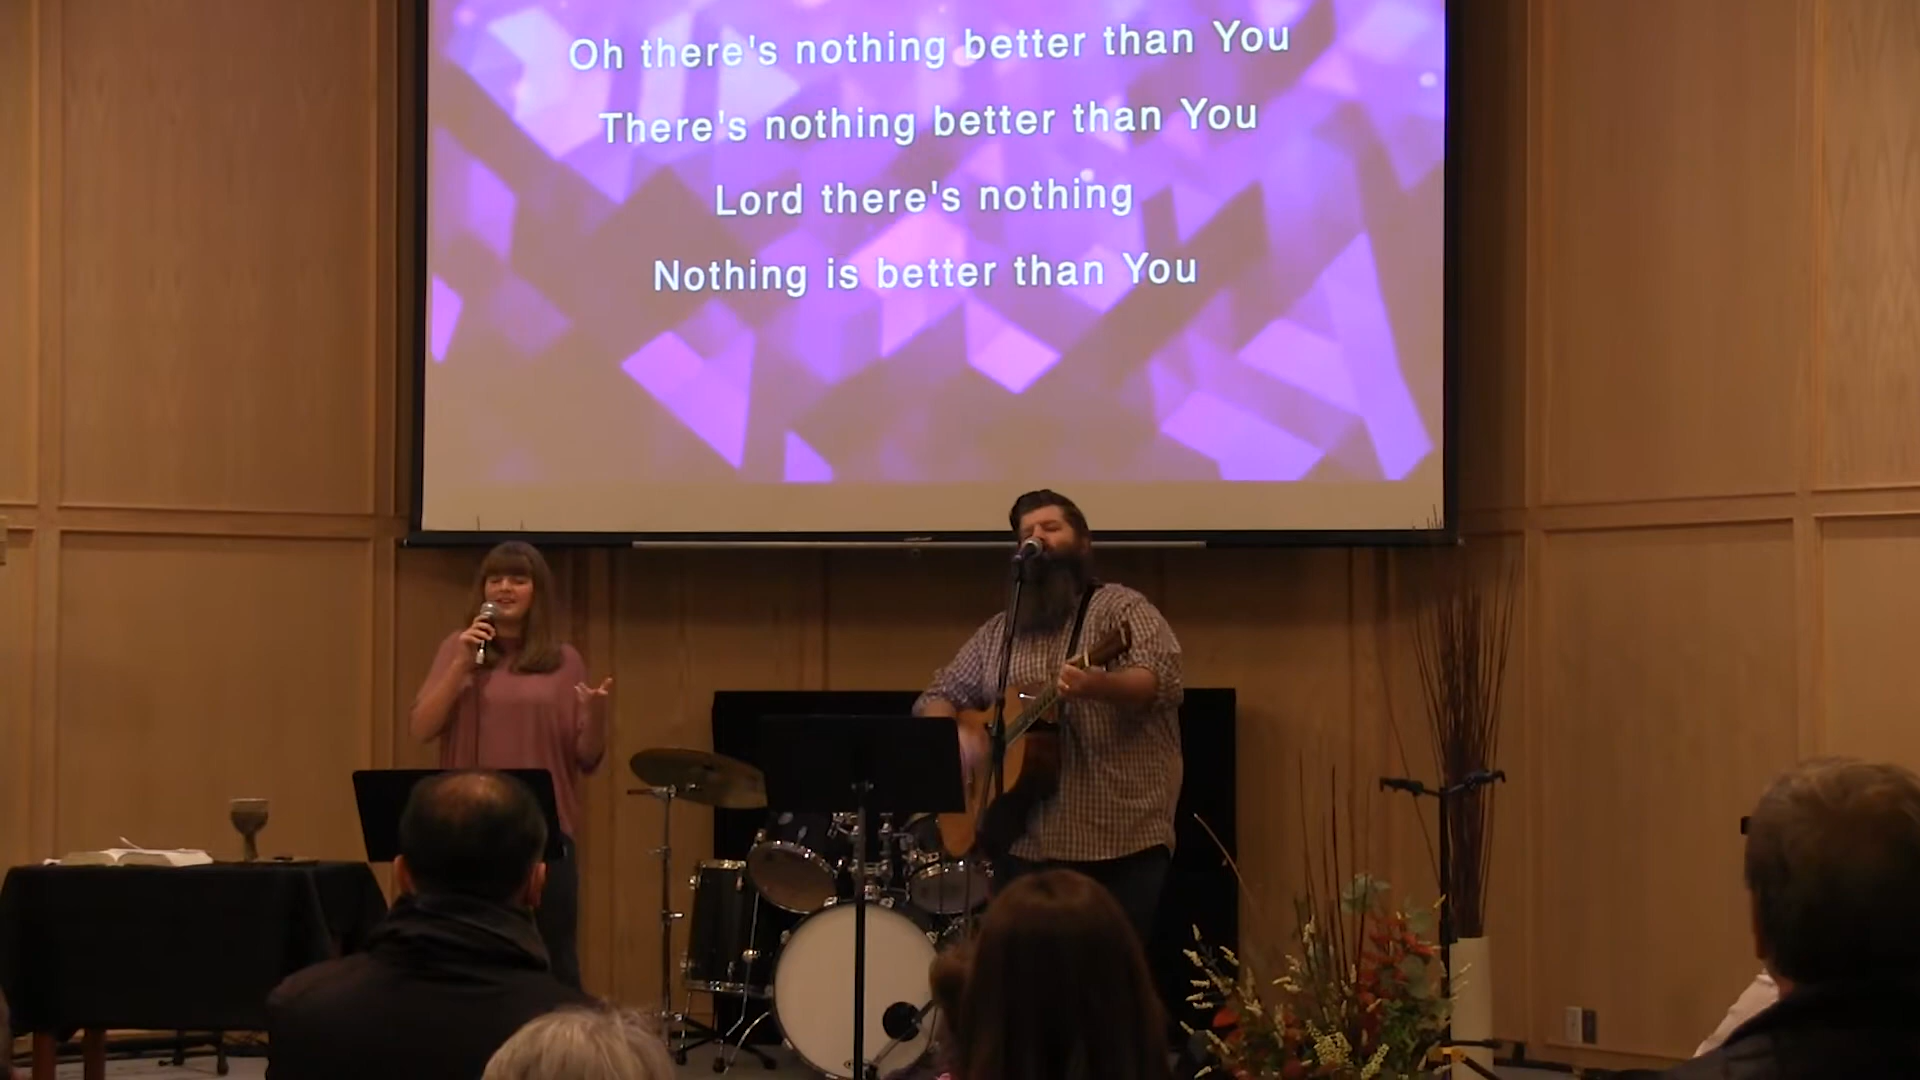 Oh there's nothing better than You
There's nothing better than You
Lord there's nothing
Nothing is better than You